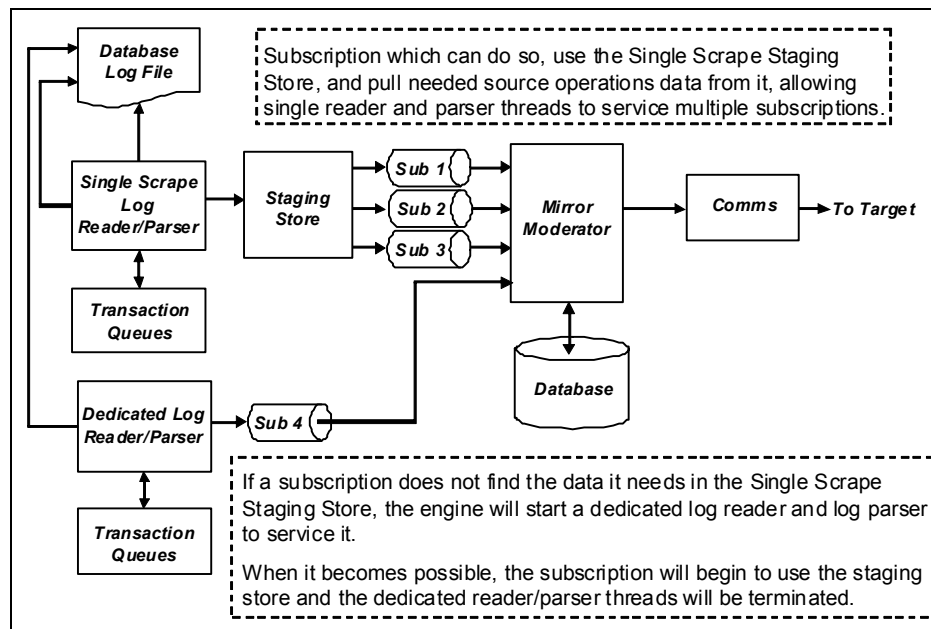 Database
Log File
Subscription which can do so, use the Single Scrape Staging
Store, and pull needed source operations data from it, allowing
single reader and parser threads to service multiple subscriptions.
Single Scrape
Log
Reader/Parser
Staging
Store
Sub 1
Sub 2
Sub 3
Mirror
Moderator
Comms
To Target
Transaction
Queues
Database
Dedicated Log
Reader/Parser
Sub 4
Transaction
Queues
If a subscription does not find the data it needs in the Single Scrape
Staging Store, the engine will start a dedicated log reader and log parser
to service it.
When it becomes possible, the subscription will begin to use the staging
store and the dedicated reader/parser threads will be terminated.